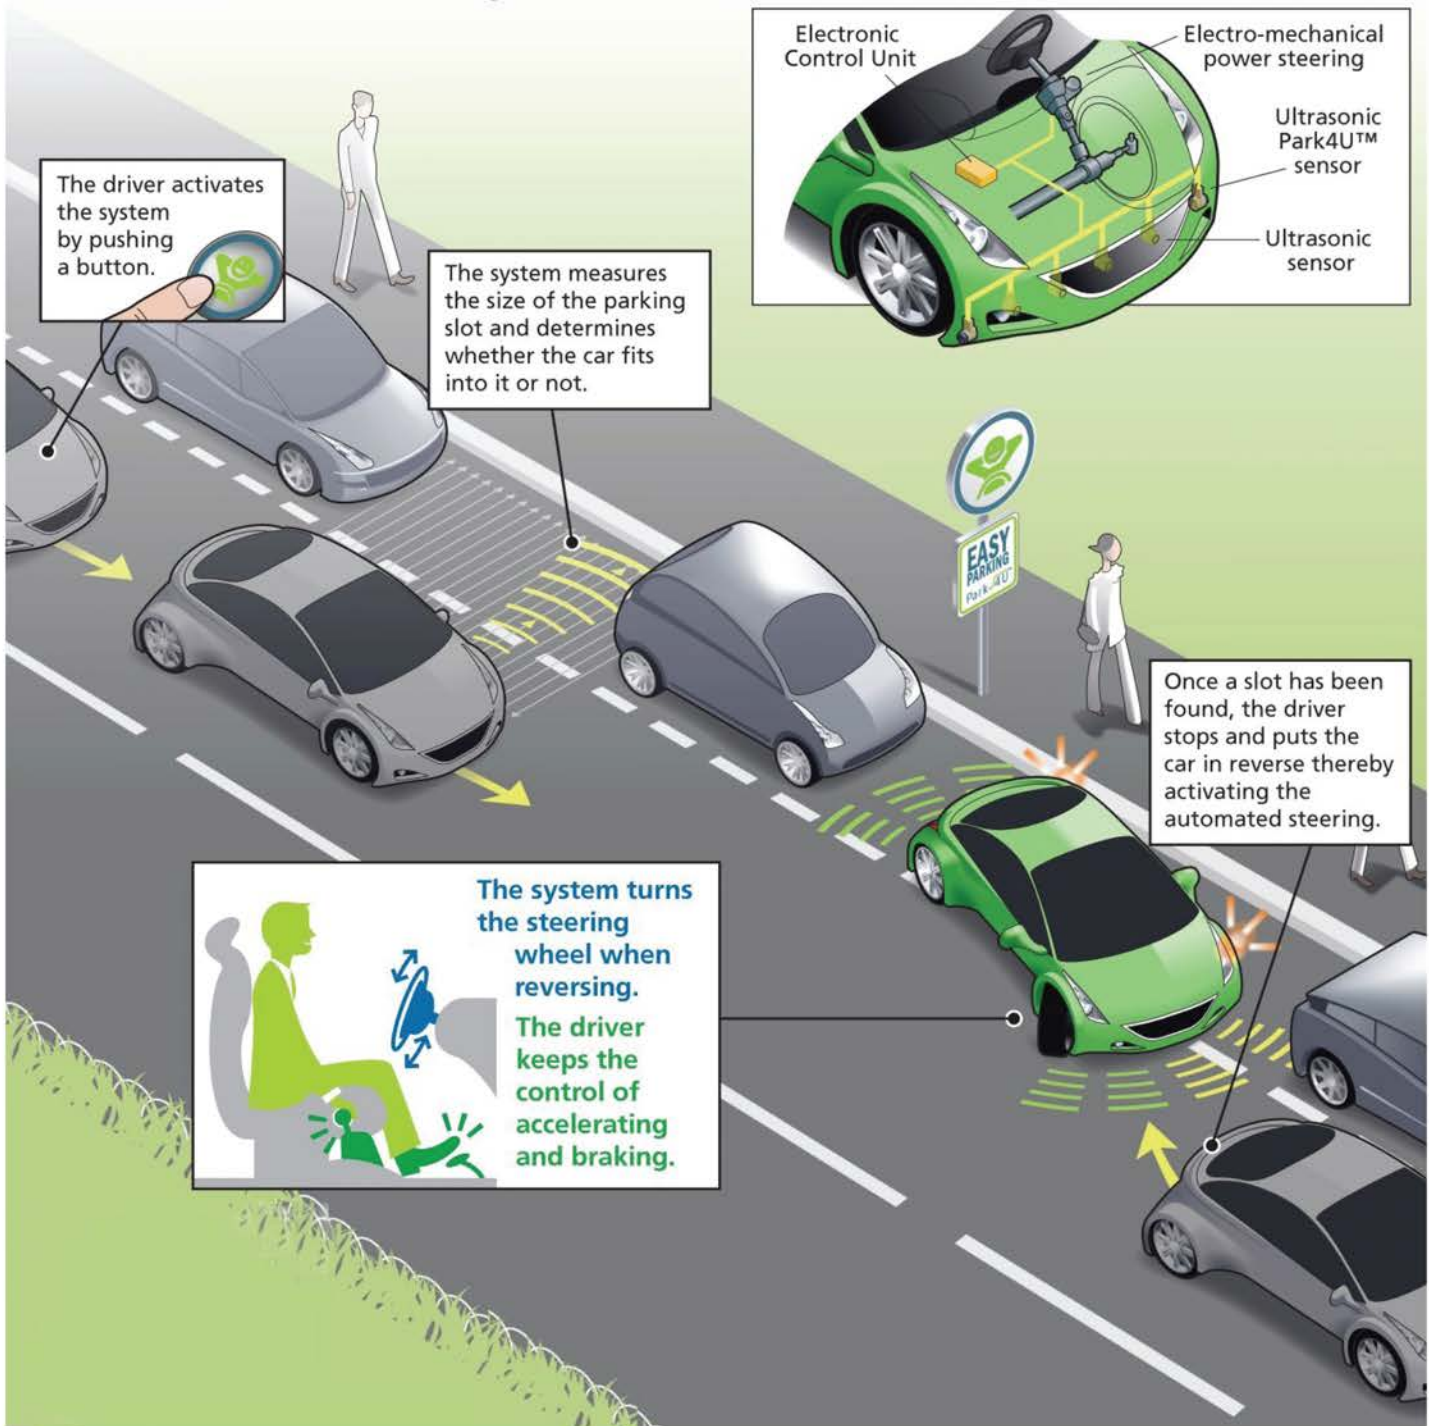 Electronic
Control Unit
Electro-mechanical
power steering
Ultrasonic
Park4U™
sensor
Ultrasonic
sensor
The driver activates
the system
by pushing
a button.
The system measures
the size of the parking
slot and determines
whether the car fits
into it or not.
EASY
PARKING
Park4U
Once a slot has been
found, the driver
stops and puts the
car in reverse thereby
activating the
automated steering.
The system turns
the steering
wheel when
reversing.
The driver
keeps the
control of
accelerating
and braking.